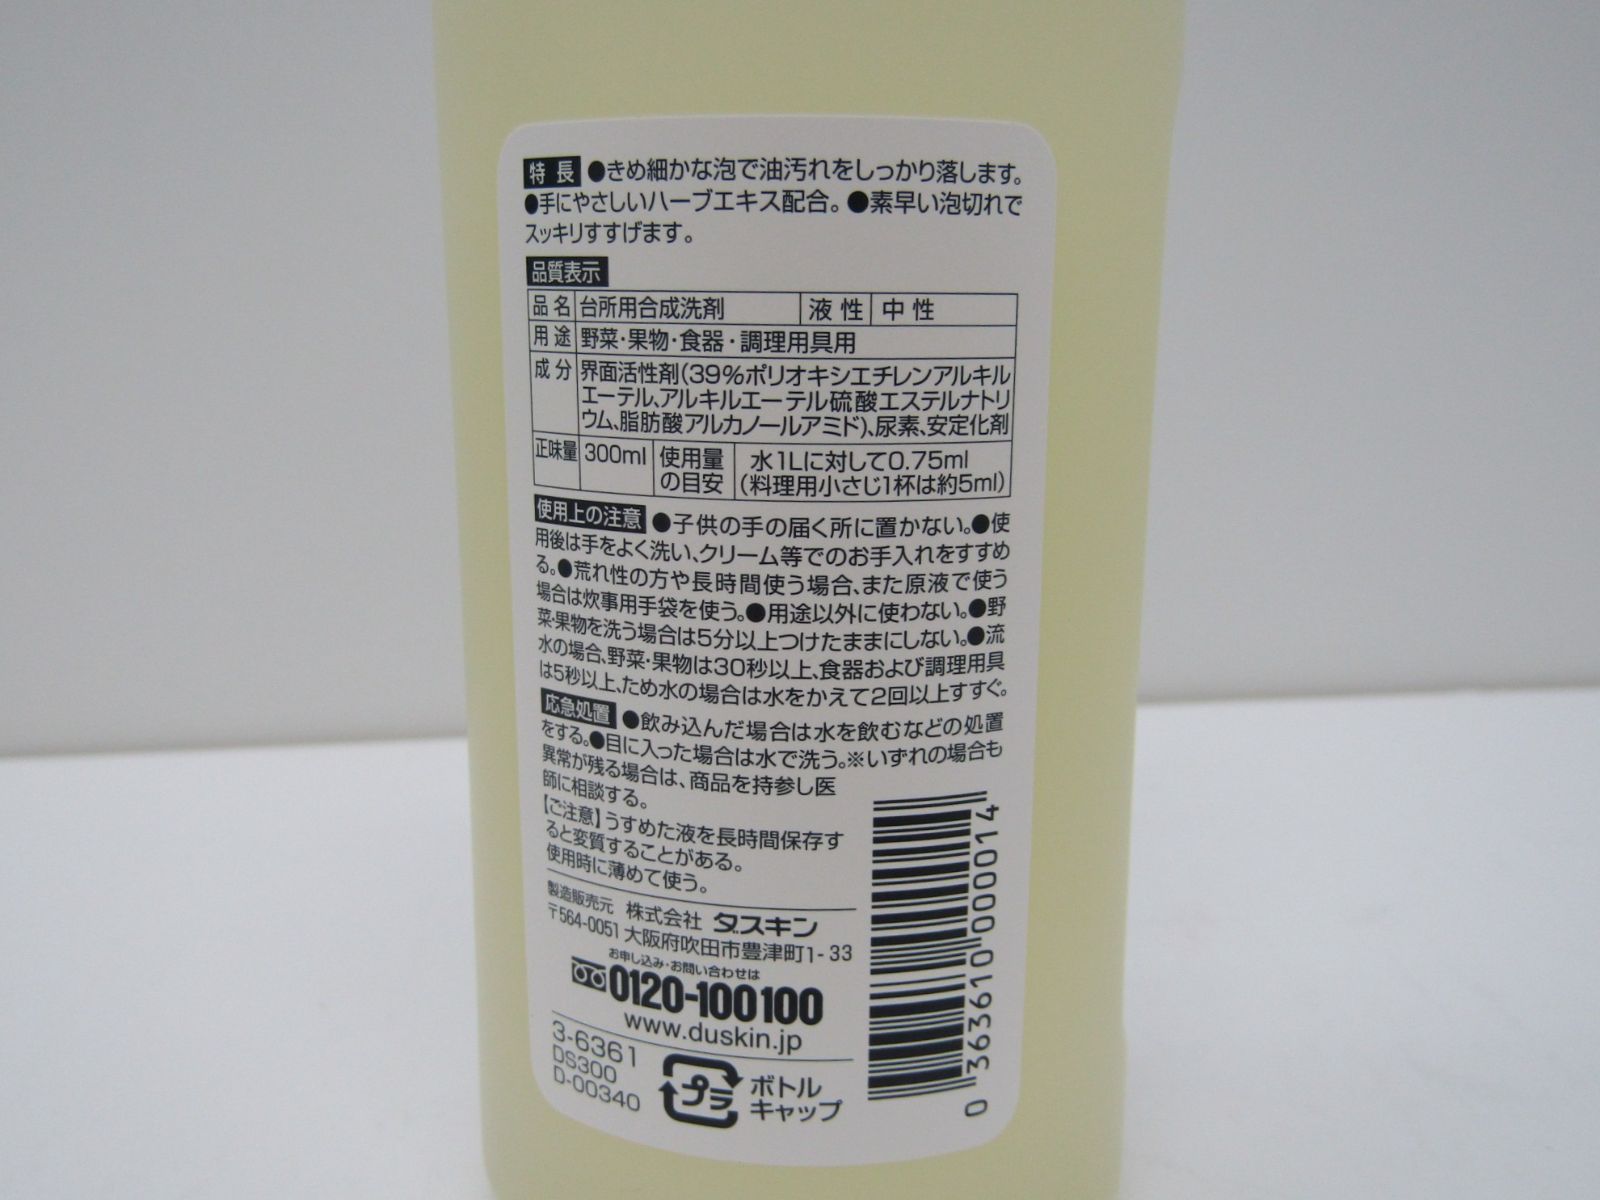 特長 ●きめ細かな泡で油汚れをしっかり落します。
●手にやさしいハーブエキス配合。●素早い泡切れで
スッキリすすげます。
品質表示
品名 台所用合成洗剤 液性 中性
用途 野菜・果物・食器・調理用具用
成分 界面活性剤(39%ポリオキシエチレンアルキル
エーテル、アルキルエーテル硫酸エステルナトリ
ウム、脂肪酸アルカノールアミド)、尿素、安定化剤
正味量 300ml 使用量の目安 水1Lに対して0.75ml
(料理用小さじ1杯は約5ml)
使用上の注意 ●子供の手の届く所に置かない。●使
用後は手をよく洗い、クリーム等でのお手入れをすすめ
る。●荒れ性の方や長時間使う場合、また原液で使う
場合は炊事用手袋を使う。●用途以外に使わない。●野
菜・果物を洗う場合は5分以上つけたままにしない。●流
水の場合、野菜・果物は30秒以上、食器および調理用具
は5秒以上、ため水の場合は水をかえて2回以上すすぐ。
応急処置 ●飲み込んだ場合は水を飲むなどの処置
をする。●目に入った場合は水で洗う。※いずれの場合も
異常が残る場合は、商品を持参し医
師に相談する。
【ご注意】うすめた液を長時間保存す
ると変質することがある。
使用時に薄めて使う。
製造販売元 株式会社 ダスキン
〒564-0051 大阪府吹田市豊津町1-33
お申し込み・お問い合わせは
0120-100100
www.duskin.jp
3-6361
DS300
D-00340
プラ
ボトル
キャップ
0 363610 000014